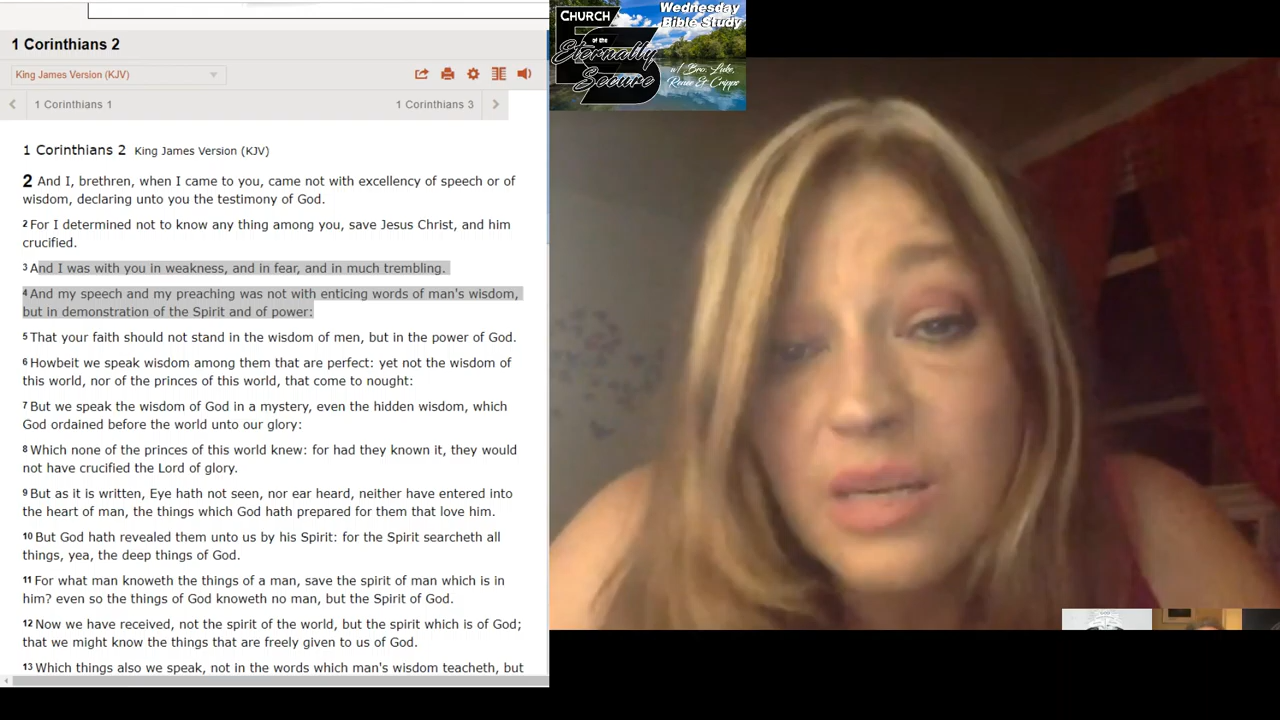 1 Corinthians 2
King James Version (KJV)
1 Corinthians 1
1 Corinthians 3
1 Corinthians 2 King James Version (KJV)
2 And I, brethren, when I came to you, came not with excellency of speech or of
wisdom, declaring unto you the testimony of God.
2 For I determined not to know any thing among you, save Jesus Christ, and him
crucified.
3 And I was with you in weakness, and in fear, and in much trembling.
4 And my speech and my preaching was not with enticing words of man's wisdom,
but in demonstration of the Spirit and of power:
5 That your faith should not stand in the wisdom of men, but in the power of God.
6 Howbeit we speak wisdom among them that are perfect: yet not the wisdom of
this world, nor of the princes of this world, that come to nought:
7 But we speak the wisdom of God in a mystery, even the hidden wisdom, which
God ordained before the world unto our glory:
8 Which none of the princes of this world knew: for had they known it, they would
not have crucified the Lord of glory.
9 But as it is written, Eye hath not seen, nor ear heard, neither have entered into
the heart of man, the things which God hath prepared for them that love him.
10 But God hath revealed them unto us by his Spirit: for the Spirit searcheth all
things, yea, the deep things of God.
11 For what man knoweth the things of a man, save the spirit of man which is in
him? even so the things of God knoweth no man, but the Spirit of God.
12 Now we have received, not the spirit of the world, but the spirit which is of God;
that we might know the things that are freely given to us of God.
13 Which things also we speak, not in the words which man's wisdom teacheth, but
CHURCH
of the
Eternally
Secure
Wednesday
Bible Study
w/ Bro. Luke,
Renee & Cripps